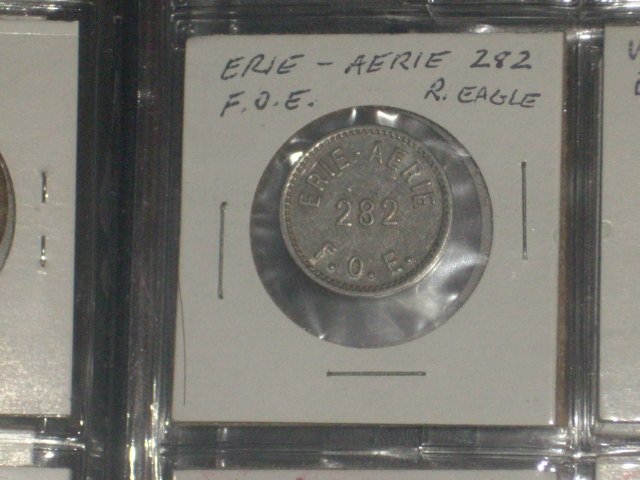 ERIE - AERIE 282
F.O.E. R. EAGLE
ERIE-AERIE
282
F.O.E.